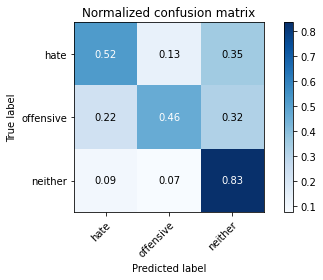 Normalized confusion matrix
True label
hate 0.52 0.13 0.35
offensive 0.22 0.46 0.32
neither 0.09 0.07 0.83
hate offensive neither
Predicted label
0.8
0.7
0.6
0.5
0.4
0.3
0.2
0.1